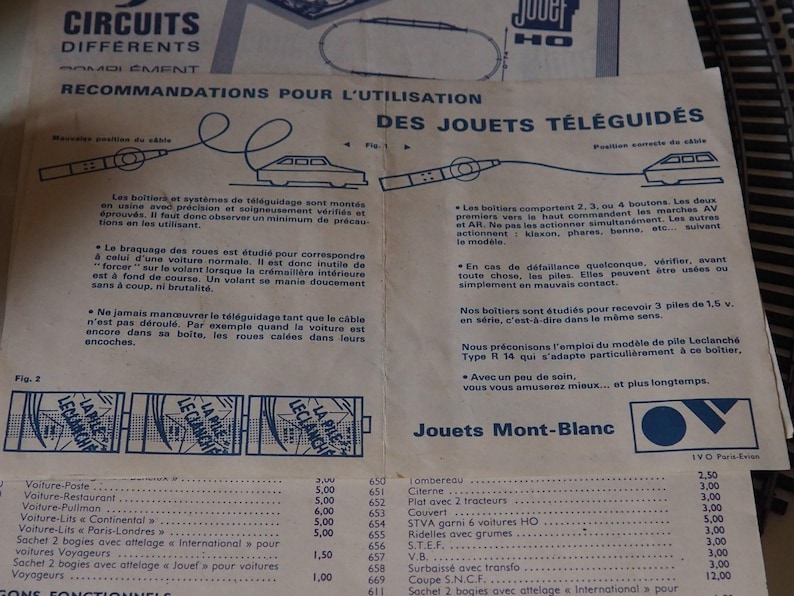 CIRCUITS
DIFFÉRENTS
COMPLÉMENT
Jouef
HO
RECOMMANDATIONS POUR L'UTILISATION
DES JOUETS TÉLÉGUIDÉS
Mauvaise position du câble
Fig. 1
Position correcte du câble
Les boîtiers et systèmes de téléguidage sont montés
en usine avec précision et soigneusement vérifiés et
éprouvés. Il faut donc observer un minimum de précau-
tions en les utilisant.
• Le braquage des roues est étudié pour correspondre
à celui d'une voiture normale. Il est donc inutile de
" forcer " sur le volant lorsque la crémaillère intérieure
est à fond de course. Un volant se manie doucement
sans à coup, ni brutalité.
• Ne jamais manœuvrer le téléguidage tant que le câble
n'est pas déroulé. Par exemple quand la voiture est
encore dans sa boîte, les roues calées dans leurs
encoches.
Fig. 2
LA PILE
LECLANCHÉ
LA PILE
LECLANCHÉ
LA PILE
LECLANCHÉ
• Les boîtiers comportent 2, 3, ou 4 boutons. Les deux
premiers vers le haut commandent les marches AV
et AR. Ne pas les actionner simultanément. Les autres
actionnent : klaxon, phares, benne, etc... suivant
le modèle.
• En cas de défaillance quelconque, vérifier, avant
toute chose, les piles. Elles peuvent être usées ou
simplement en mauvais contact.
Nos boîtiers sont étudiés pour recevoir 3 piles de 1,5 v.
en série, c'est-à-dire dans le même sens.
Nous préconisons l'emploi du modèle de pile Leclanché
Type R 14 qui s'adapte particulièrement à ce boîtier,
• Avec un peu de soin,
vous vous amuserez mieux... et plus longtemps.
Jouets Mont-Blanc
IVO Paris-Evian
5,00
Voiture-Poste 5,00
Voiture-Restaurant 5,00
Voiture-Pullman 6,00
Voiture-Lits « Continental » 5,00
Voiture-Lits « Paris-Londres » 5,00
Sachet 2 bogies avec attelage « International » pour
voitures Voyageurs 1,50
Sachet 2 bogies avec attelage « Jouef » pour voitures
Voyageurs 1,00
650 Tombereau 2,50
651 Citerne 3,00
652 Plat avec 2 tracteurs 3,00
653 Couvert 3,00
654 STVA garni 6 voitures HO 5,00
655 Ridelles avec grumes 3,00
656 S.T.E.F. 3,00
657 V.B. 3,00
658 Surbaissé avec transfo 3,00
669 Coupe S.N.C.F. 12,00
611 Sachet 2 bogies avec attelage « International » pour